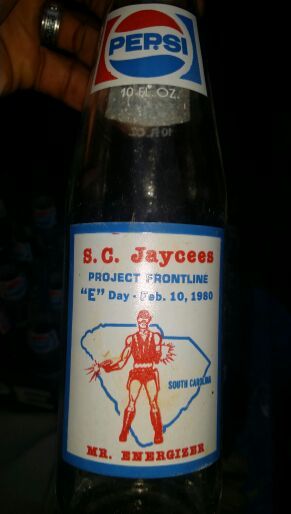 PEPSI
10 FL. OZ.
S.C. Jaycees
PROJECT FRONTLINE
"E" Day - Feb. 10, 1980
SOUTH CAROLINA
MR. ENERGIZER